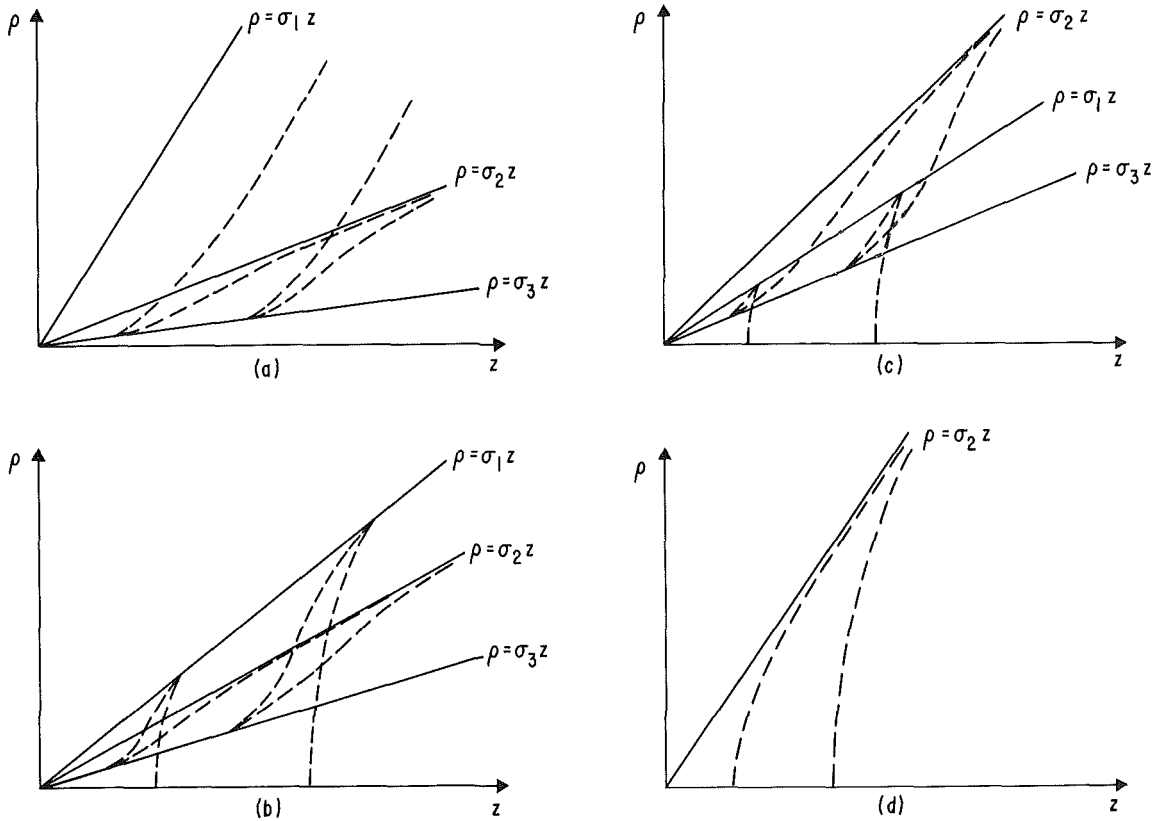 ρ
ρ = σ₁ z
ρ = σ₂ z
ρ = σ₃ z
z
(a)
ρ
ρ = σ₂ z
ρ = σ₁ z
ρ = σ₃ z
z
(c)
ρ
ρ = σ₁ z
ρ = σ₂ z
ρ = σ₃ z
z
(b)
ρ
ρ = σ₂ z
z
(d)